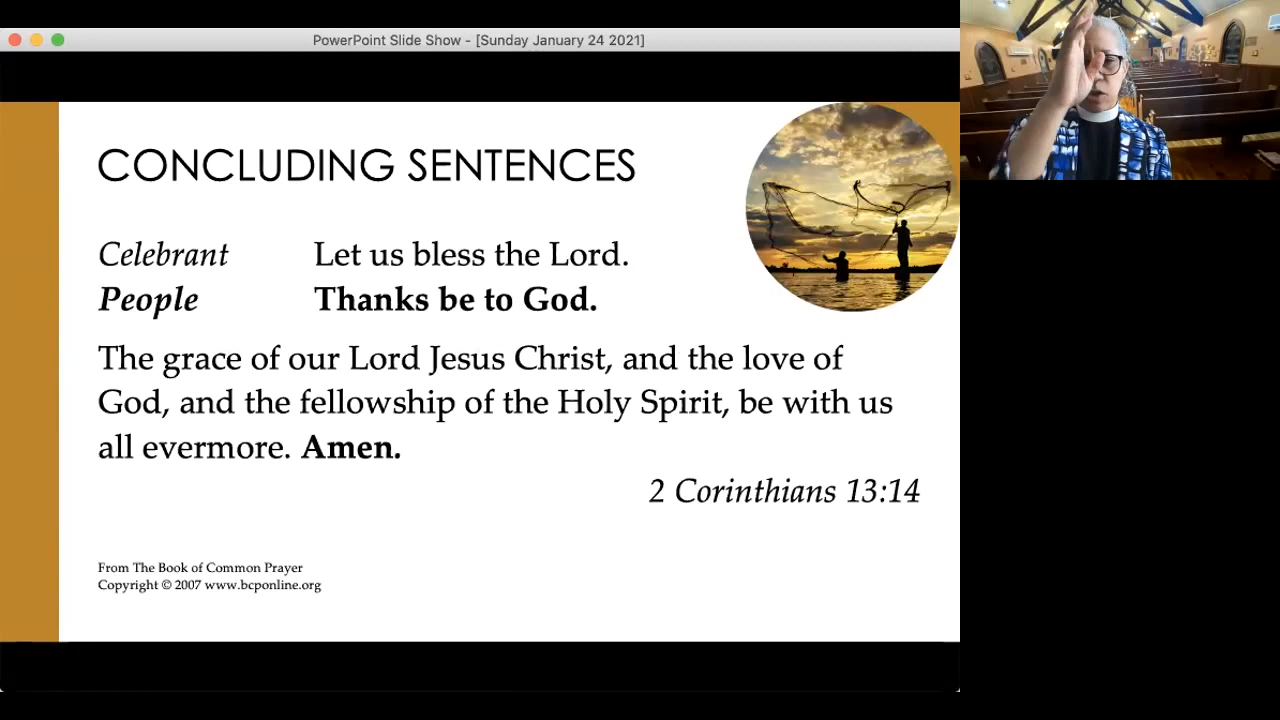 PowerPoint Slide Show - [Sunday January 24 2021]
CONCLUDING SENTENCES
Celebrant Let us bless the Lord.
People Thanks be to God.
The grace of our Lord Jesus Christ, and the love of
God, and the fellowship of the Holy Spirit, be with us
all evermore. Amen.
2 Corinthians 13:14
From The Book of Common Prayer
Copyright © 2007 www.bcponline.org